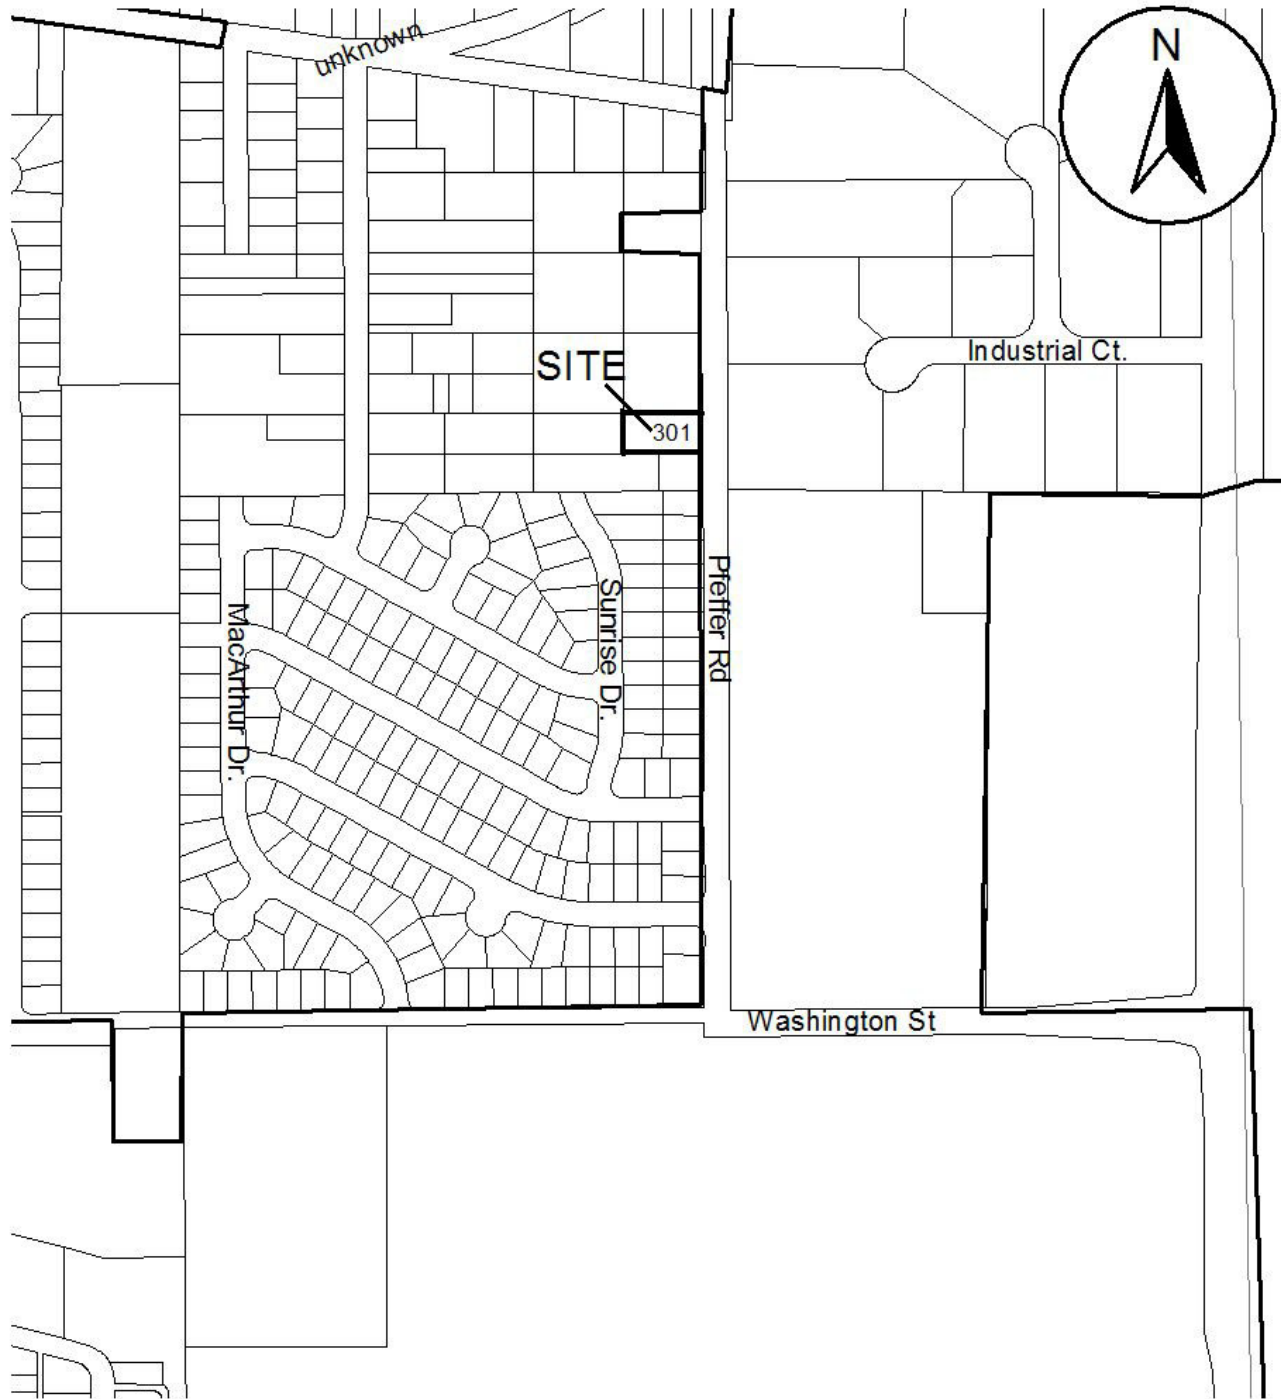 unknown
N
Industrial Ct.
SITE
301
Pfeffer Rd
Sunrise Dr.
MacArthur Dr.
Washington St